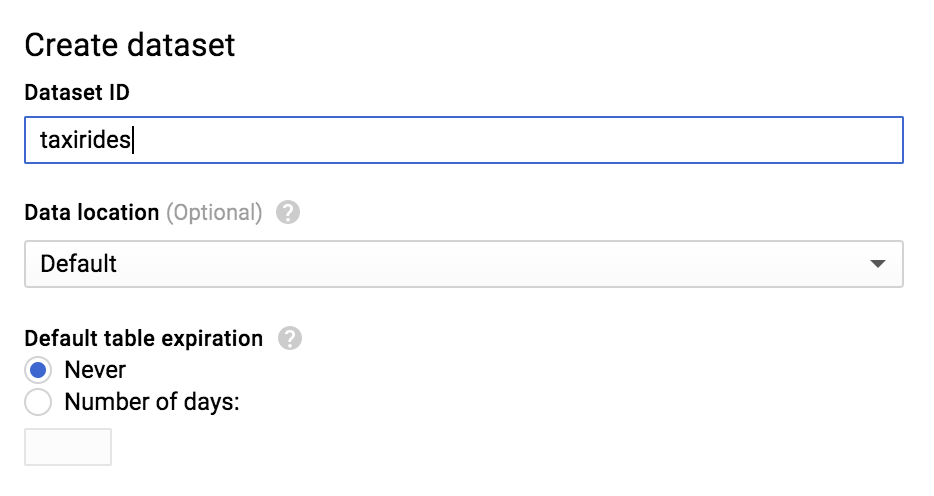 Create dataset
Dataset ID
taxirides
Data location (Optional) ?
Default
Default table expiration ?
Never
Number of days: